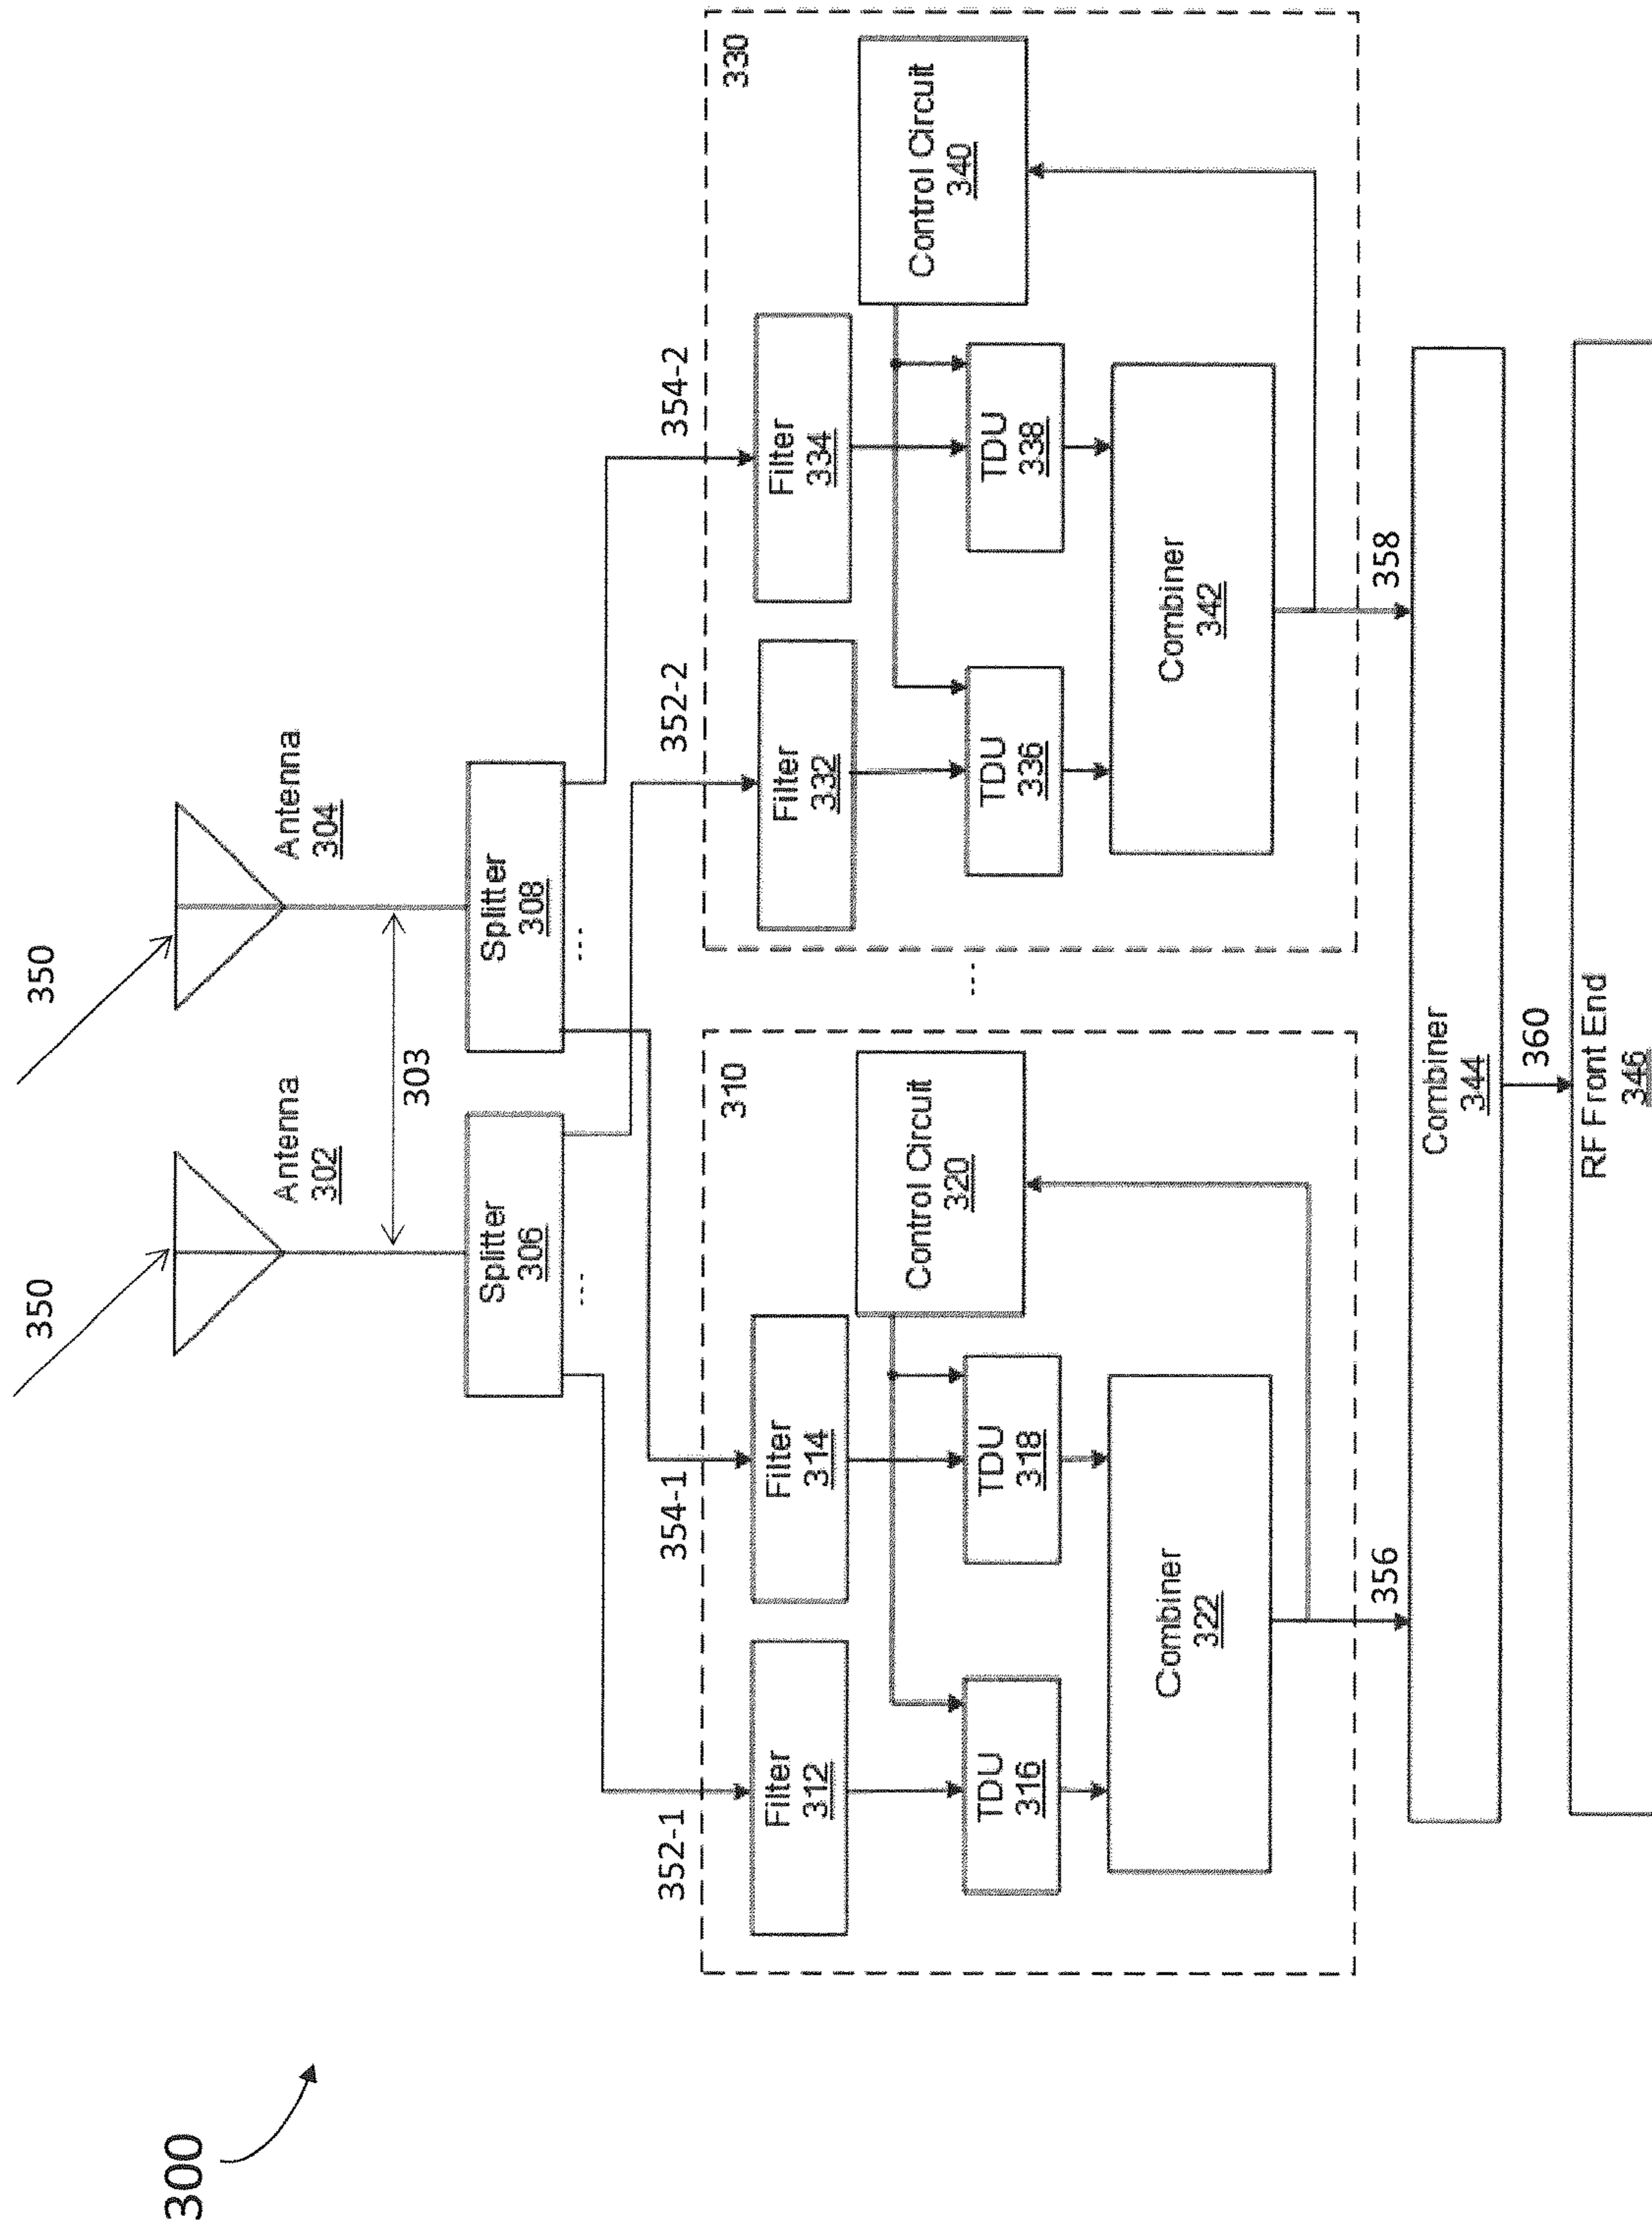 300
350
350
Antenna
302
Antenna
304
303
Splitter
306
...
Splitter
308
...
352-1
354-1
352-2
354-2
310
Filter
312
Filter
314
Control Circuit
320
TDU
316
TDU
318
Combiner
322
...
330
Filter
332
Filter
334
Control Circuit
340
TDU
336
TDU
338
Combiner
342
356
358
Combiner
344
360
RF Front End
346